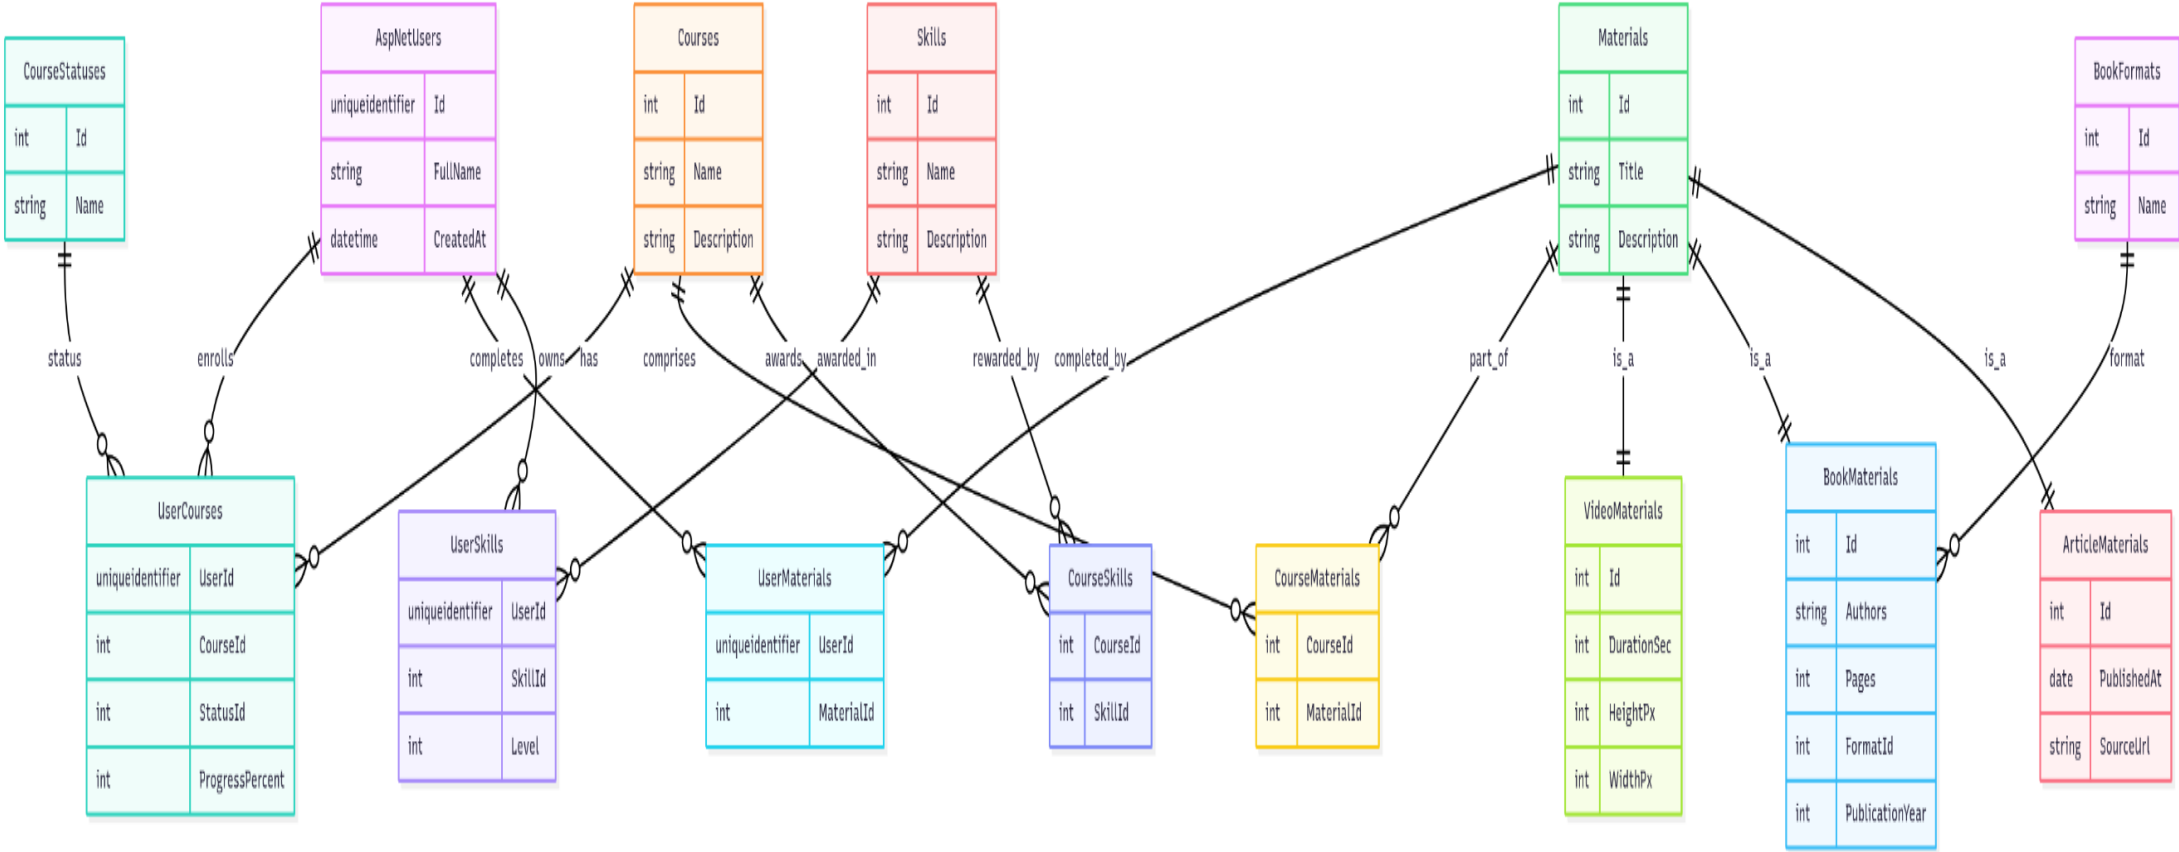 CourseStatuses
int Id
string Name
AspNetUsers
uniqueidentifier Id
string FullName
datetime CreatedAt
Courses
int Id
string Name
string Description
Skills
int Id
string Name
string Description
Materials
int Id
string Title
string Description
BookFormats
int Id
string Name
status
enrolls
completes
owns
has
comprises
awards
awarded_in
rewarded_by
completed_by
part_of
is_a
is_a
is_a
format
UserCourses
uniqueidentifier UserId
int CourseId
int StatusId
int ProgressPercent
UserSkills
uniqueidentifier UserId
int SkillId
int Level
UserMaterials
uniqueidentifier UserId
int MaterialId
CourseSkills
int CourseId
int SkillId
CourseMaterials
int CourseId
int MaterialId
VideoMaterials
int Id
int DurationSec
int HeightPx
int WidthPx
BookMaterials
int Id
string Authors
int Pages
int FormatId
int PublicationYear
ArticleMaterials
int Id
date PublishedAt
string SourceUrl